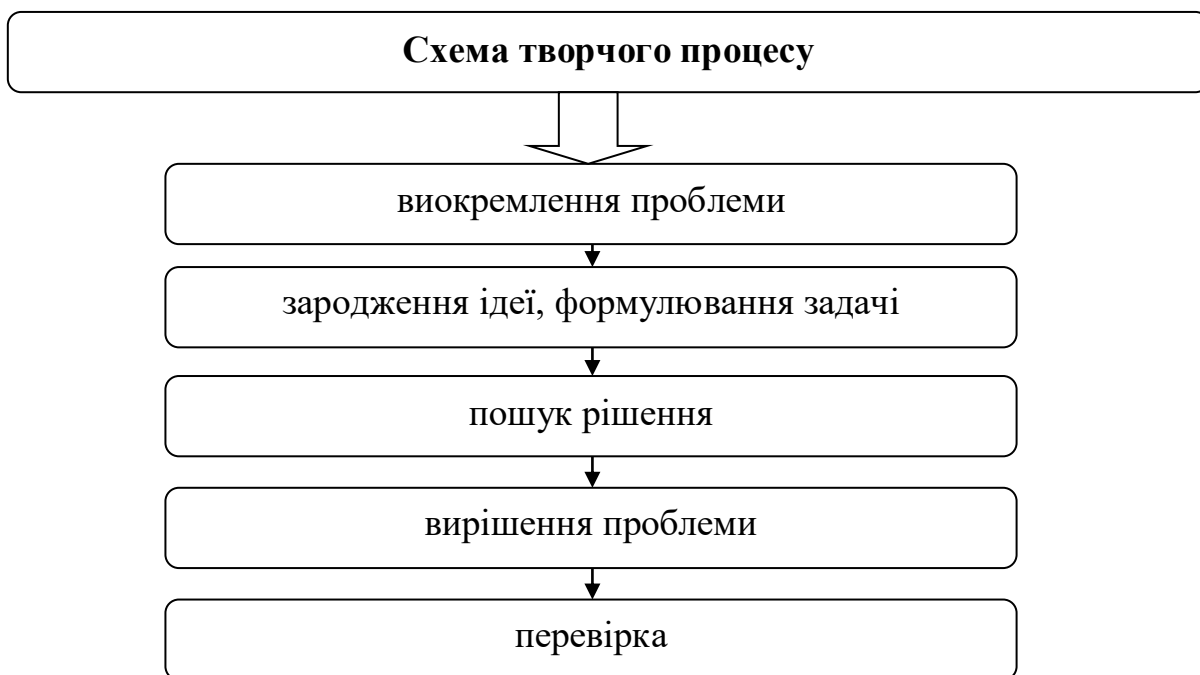 Схема творчого процесу
виокремлення проблеми
зародження ідеї, формулювання задачі
пошук рішення
вирішення проблеми
перевірка